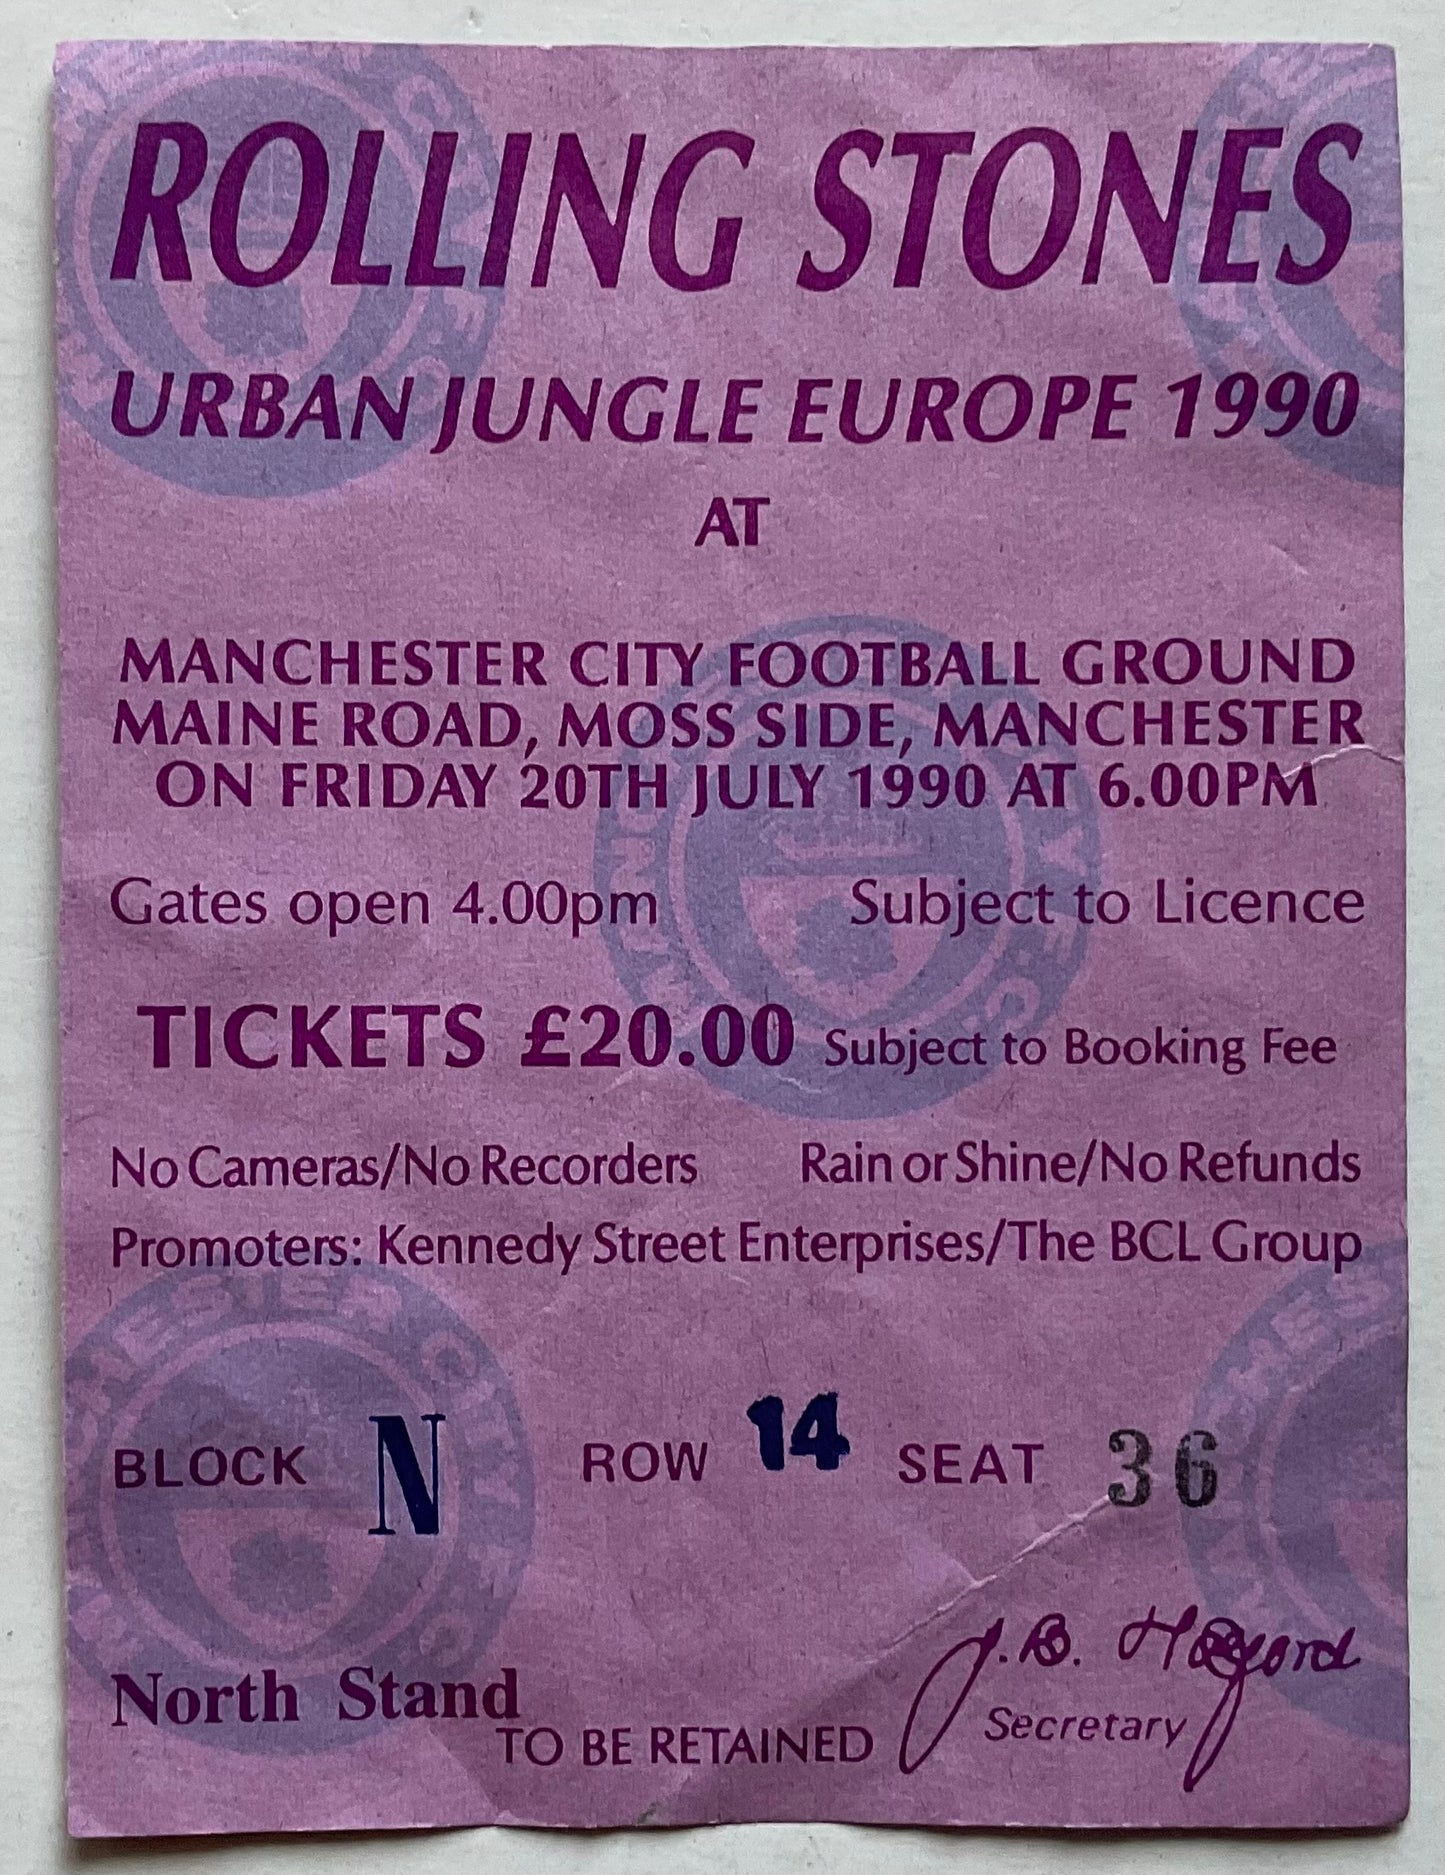 ROLLING STONES
URBAN JUNGLE EUROPE 1990
AT
MANCHESTER CITY FOOTBALL GROUND
MAINE ROAD, MOSS SIDE, MANCHESTER
ON FRIDAY 20TH JULY 1990 AT 6.00PM
Gates open 4.00pm Subject to Licence
TICKETS £20.00 Subject to Booking Fee
No Cameras/No Recorders Rain or Shine/No Refunds
Promoters: Kennedy Street Enterprises/The BCL Group
BLOCK N ROW 14 SEAT 36
J.B. Halford
North Stand
TO BE RETAINED Secretary